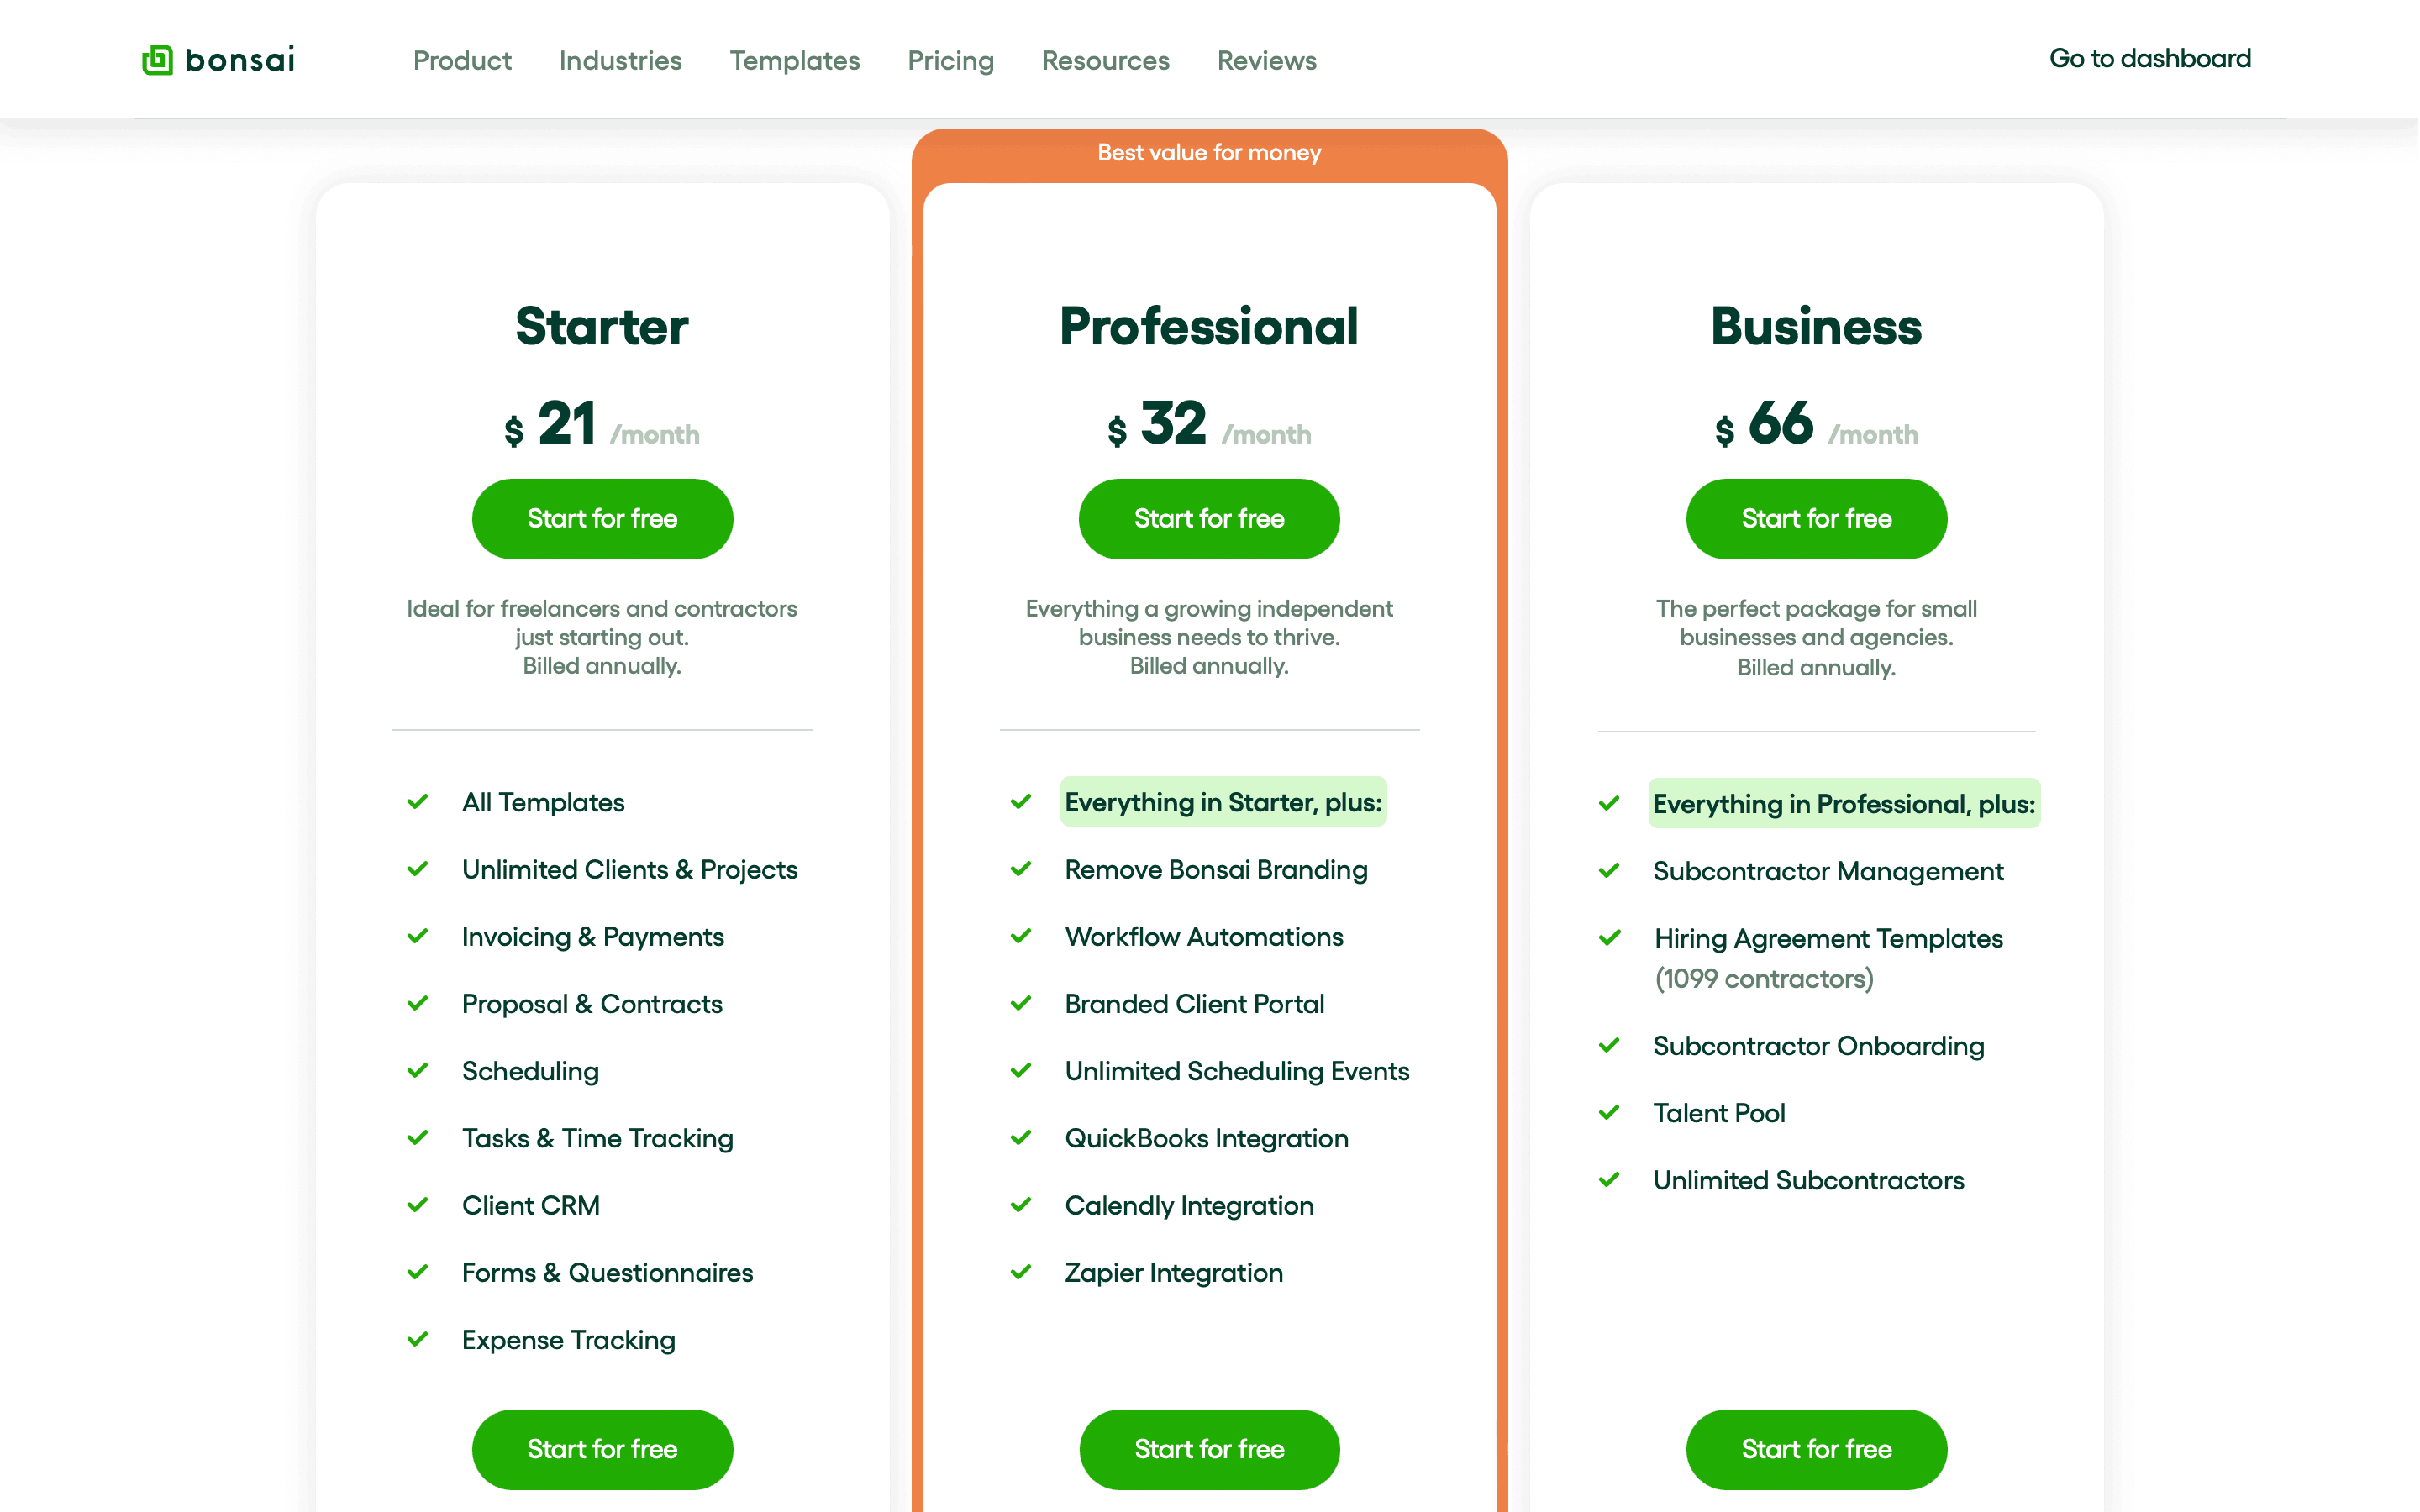 bonsai
Product Industries Templates Pricing Resources Reviews
Go to dashboard
Best value for money
Starter
$ 21 /month
Start for free
Ideal for freelancers and contractors
just starting out.
Billed annually.
All Templates
Unlimited Clients & Projects
Invoicing & Payments
Proposal & Contracts
Scheduling
Tasks & Time Tracking
Client CRM
Forms & Questionnaires
Expense Tracking
Start for free
Professional
$ 32 /month
Start for free
Everything a growing independent
business needs to thrive.
Billed annually.
Everything in Starter, plus:
Remove Bonsai Branding
Workflow Automations
Branded Client Portal
Unlimited Scheduling Events
QuickBooks Integration
Calendly Integration
Zapier Integration
Start for free
Business
$ 66 /month
Start for free
The perfect package for small
businesses and agencies.
Billed annually.
Everything in Professional, plus:
Subcontractor Management
Hiring Agreement Templates
(1099 contractors)
Subcontractor Onboarding
Talent Pool
Unlimited Subcontractors
Start for free